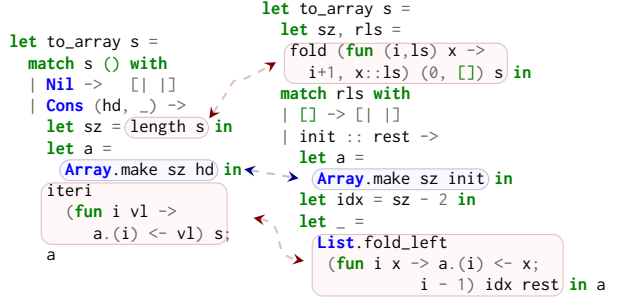 let to_array s =
  match s () with
  | Nil ->   [| |]
  | Cons (hd, _) ->
    let sz = length s in
    let a =
      Array.make sz hd in
    iteri
      (fun i vl ->
         a.(i) <- vl) s;
    a
let to_array s =
  let sz, rls =
   fold (fun (i,ls) x ->
     i+1, x::ls) (0, []) s in
  match rls with
  | [] -> [| |]
  | init :: rest ->
    let a =
      Array.make sz init in
    let idx = sz - 2 in
    let _ =
      List.fold_left
       (fun i x -> a.(i) <- x;
                i - 1) idx rest in a